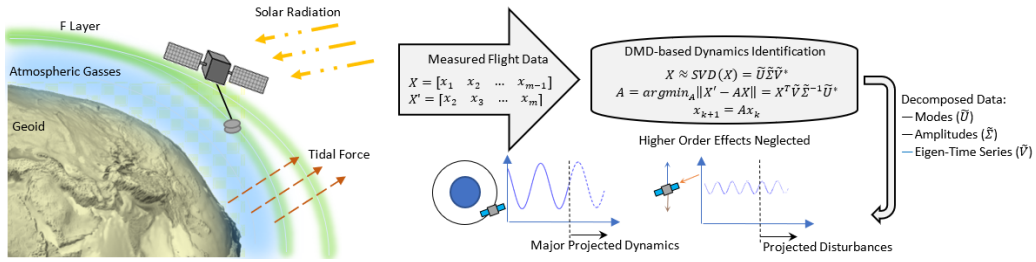 Solar Radiation
F Layer
Atmospheric Gasses
Geoid
Tidal Force
Measured Flight Data
X = [x₁ x₂ … xₘ₋₁]
X′ = [x₂ x₃ … xₘ]
DMD-based Dynamics Identification
X ≈ SVD(X) = ŨΣ̃Ṽ*
A = argmin_A‖X′ − AX‖ = XᵀṼΣ̃⁻¹Ũ*
xₖ₊₁ = Axₖ
Higher Order Effects Neglected
Major Projected Dynamics
Projected Disturbances
Decomposed Data:
Modes (Ũ)
Amplitudes (Σ̃)
Eigen-Time Series (Ṽ)